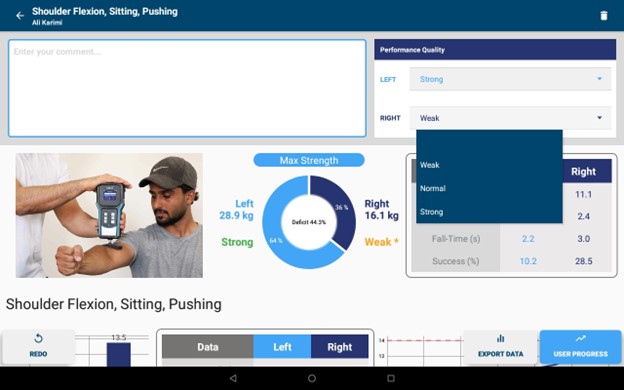 Shoulder Flexion, Sitting, Pushing
Ali Karimi
Enter your comment...
Performance Quality
LEFT Strong
RIGHT Weak
Weak
Normal
Strong
Max Strength
Left
28.9 kg
Strong
36 %
64 %
Deficit 44.3%
Right
16.1 kg
Weak *
Right
11.1
2.4
Fall-Time (s) 2.2 3.0
Success (%) 10.2 28.5
Shoulder Flexion, Sitting, Pushing
REDO
13.5
Data Left Right
14
12
EXPORT DATA
USER PROGRESS